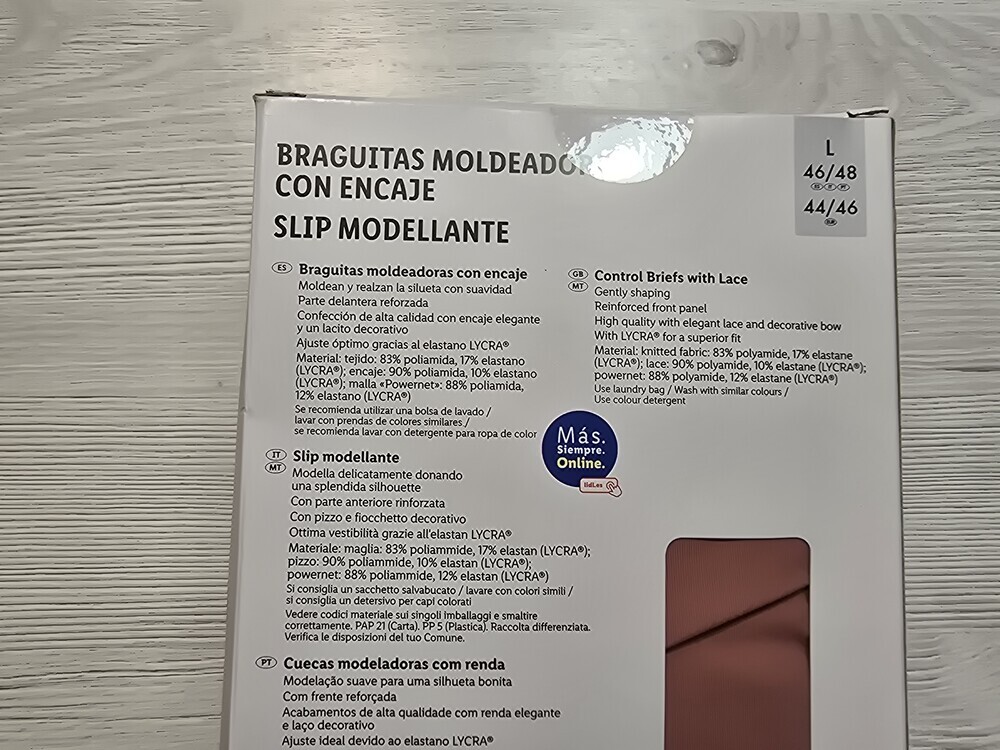 BRAGUITAS MOLDEADO
CON ENCAJE
SLIP MODELLANTE
L
46/48
ES IT PT
44/46
EUR
ES Braguitas moldeadoras con encaje
Moldean y realzan la silueta con suavidad
Parte delantera reforzada
Confección de alta calidad con encaje elegante
y un lacito decorativo
Ajuste óptimo gracias al elastano LYCRA®
Material: tejido: 83% poliamida, 17% elastano
(LYCRA®); encaje: 90% poliamida, 10% elastano
(LYCRA®); malla «Powernet»: 88% poliamida,
12% elastano (LYCRA®)
Se recomienda utilizar una bolsa de lavado /
lavar con prendas de colores similares /
se recomienda lavar con detergente para ropa de color
GB MT Control Briefs with Lace
Gently shaping
Reinforced front panel
High quality with elegant lace and decorative bow
With LYCRA® for a superior fit
Material: knitted fabric: 83% polyamide, 17% elastane
(LYCRA®); lace: 90% polyamide, 10% elastane (LYCRA®);
powernet: 88% polyamide, 12% elastane (LYCRA®)
Use laundry bag / Wash with similar colours /
Use colour detergent
Más.
Siempre.
Online.
lidl.es
IT MT Slip modellante
Modella delicatamente donando
una splendida silhouette
Con parte anteriore rinforzata
Con pizzo e fiocchetto decorativo
Ottima vestibilità grazie all'elastan LYCRA®
Materiale: maglia: 83% poliammide, 17% elastan (LYCRA®);
pizzo: 90% poliammide, 10% elastan (LYCRA®);
powernet: 88% poliammide, 12% elastan (LYCRA®)
Si consiglia un sacchetto salvabucato / lavare con colori simili /
si consiglia un detersivo per capi colorati
Vedere codici materiale sui singoli imballaggi e smaltire
correttamente. PAP 21 (Carta). PP 5 (Plastica). Raccolta differenziata.
Verifica le disposizioni del tuo Comune.
PT Cuecas modeladoras com renda
Modelação suave para uma silhueta bonita
Com frente reforçada
Acabamentos de alta qualidade com renda elegante
e laço decorativo
Ajuste ideal devido ao elastano LYCRA®